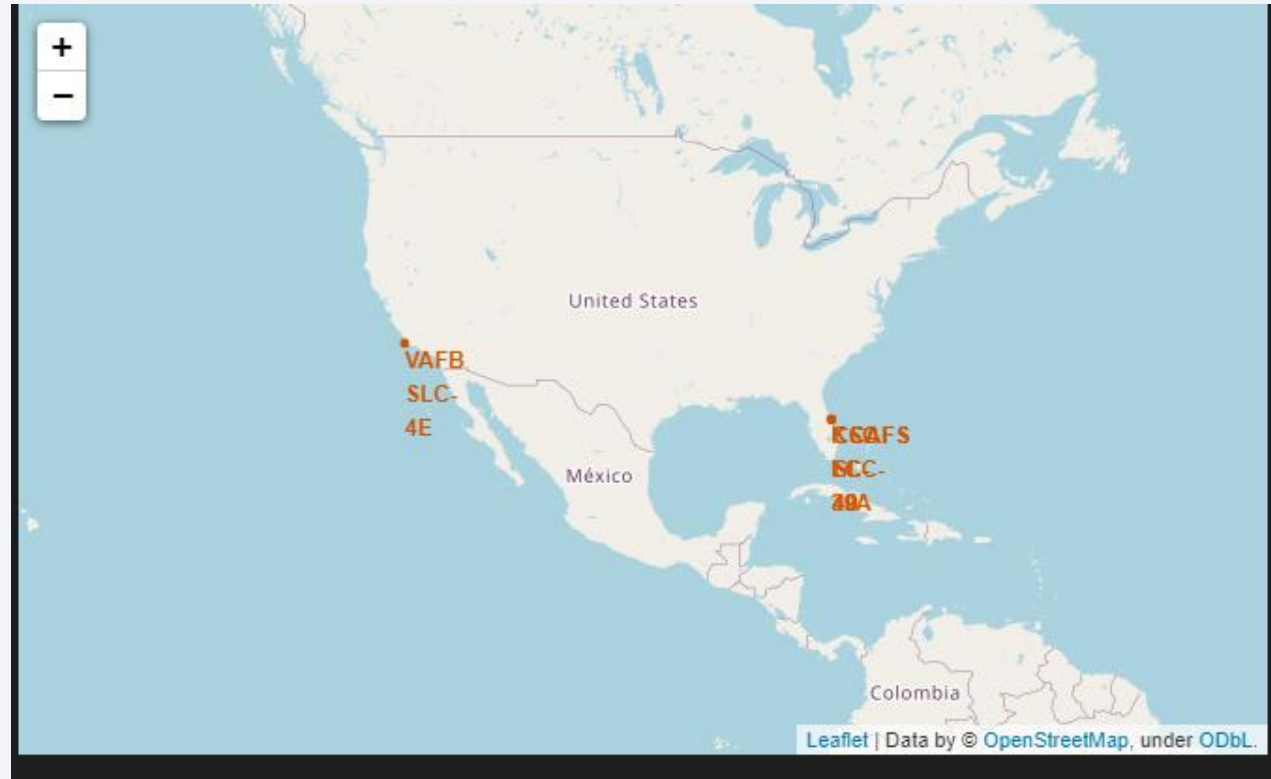 +
−
United States
VAFB
SLC-
4E
México
Colombia
Leaflet | Data by © OpenStreetMap, under ODbL.